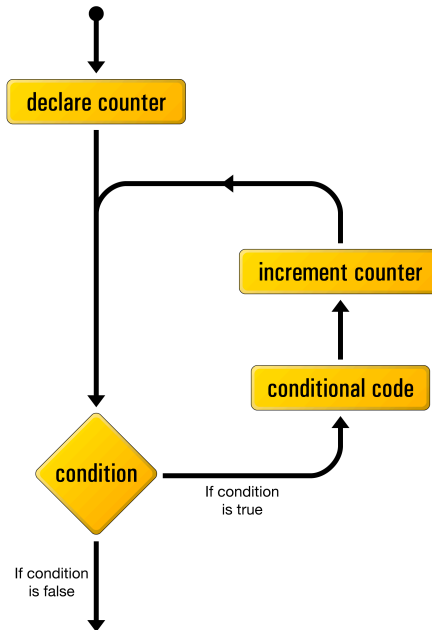 declare counter
increment counter
conditional code
condition
If condition
is true
If condition
is false